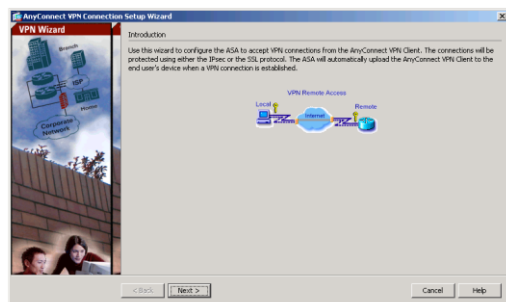 AnyConnect VPN Connection Setup Wizard
VPN Wizard
Branch
ISP
Home
Corporate
Network
Introduction
Use this wizard to configure the ASA to accept VPN connections from the AnyConnect VPN Client. The connections will be
protected using either the IPsec or the SSL protocol. The ASA will automatically upload the AnyConnect VPN Client to the
end user's device when a VPN connection is established.
VPN Remote Access
Local
Internet
Remote
< Back
Next >
Cancel
Help